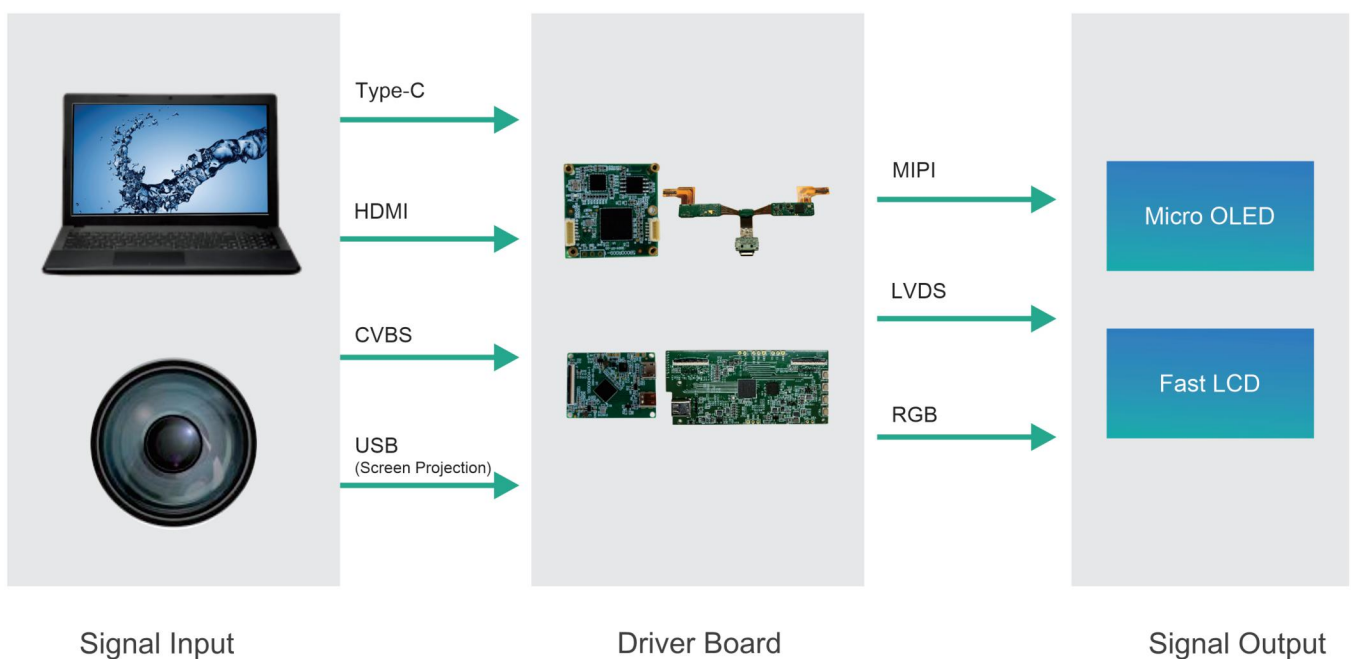 Type-C
HDMI
CVBS
USB
(Screen Projection)
MIPI
LVDS
RGB
Micro OLED
Fast LCD
Signal Input
Driver Board
Signal Output